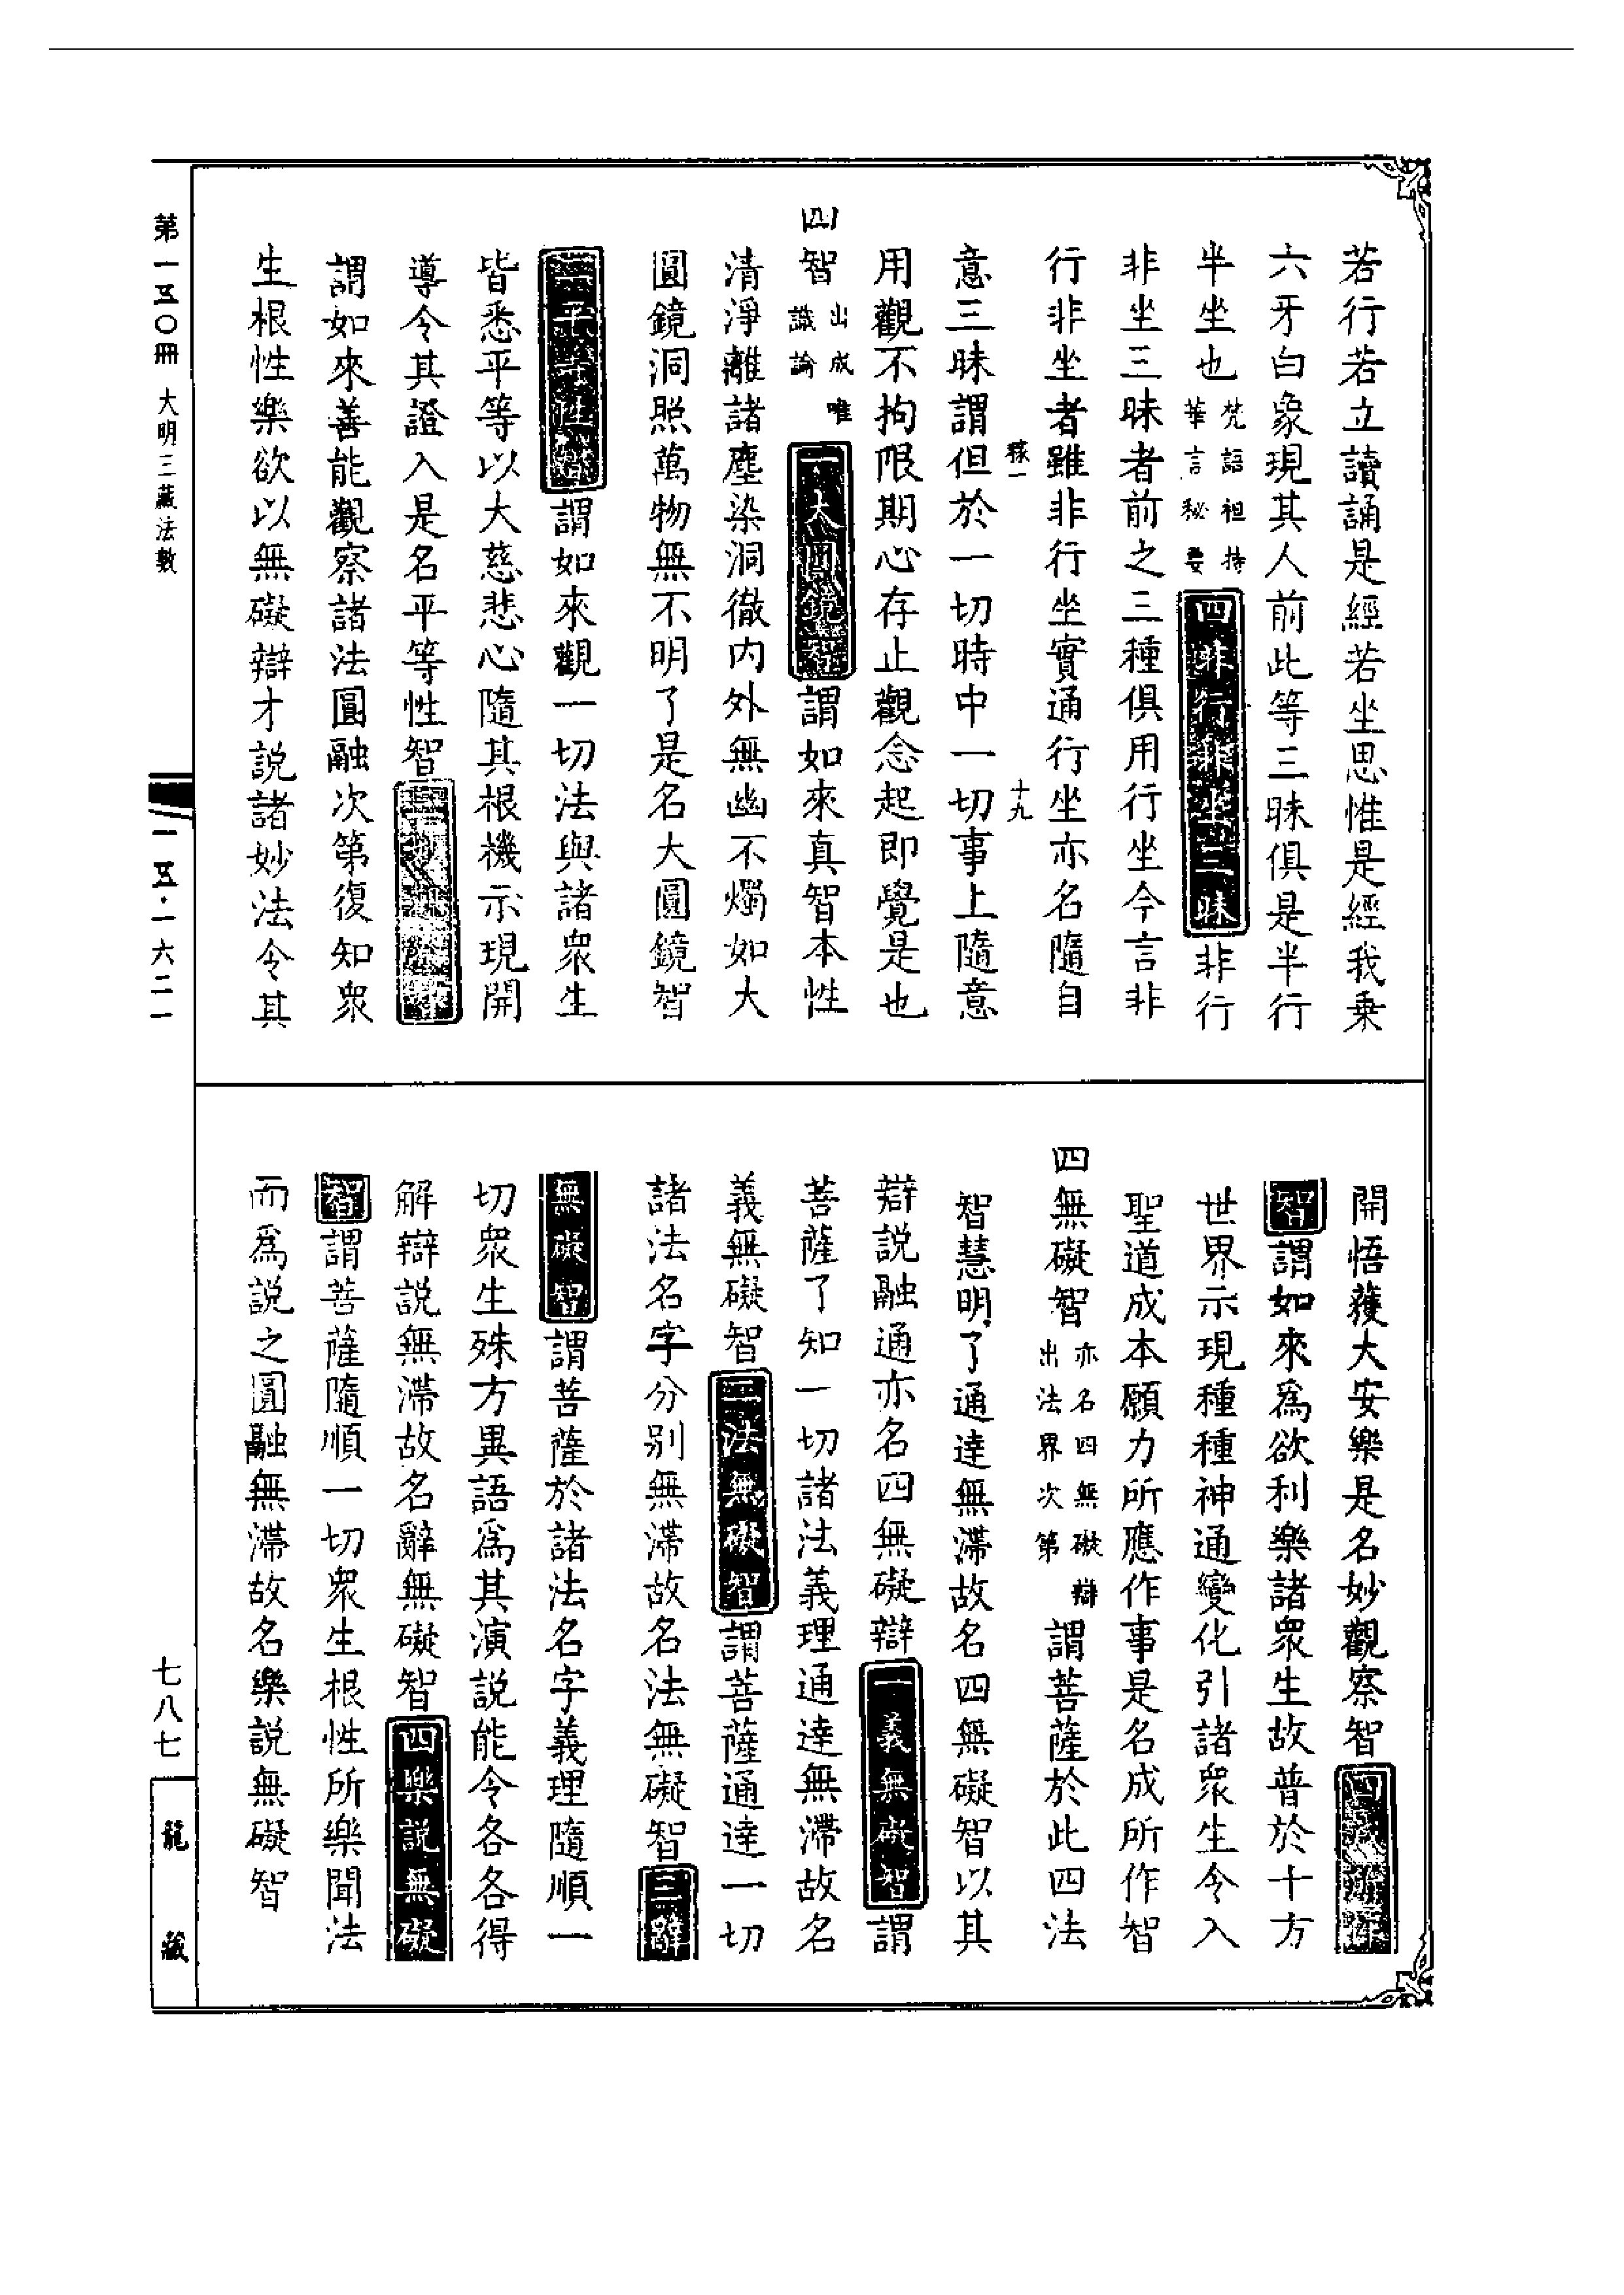 若行若立讀誦是經若坐思惟是經我乗
六牙白象現其人前此等三昧俱是半行
半坐也梵語袒持華言秘要四非行非坐三昧非行
非坐三昧者前之三種俱用行坐今言非
行非坐者雖非行坐實通行坐亦名隨自
稼一 十九
意三昧謂但於一切時中一切事上隨意
用觀不拘限期心存止觀念起即覺是也
四智出成唯識論一大圓鏡智謂如來真智本性
清淨離諸塵染洞徹内外無幽不燭如大
圓鏡洞照萬物無不明了是名大圓鏡智
二平等性智謂如來觀一切法與諸衆生
皆悉平等以大慈悲心隨其根機示現開
導令其證入是名平等性智三妙觀察智
謂如來善能觀察諸法圓融次第復知衆
生根性樂欲以無礙辯才説諸妙法令其
開悟蒦大安樂是名妙觀察智四成所作
智謂如來爲欲利樂諸衆生故普於十方
世界示現種種神通變化引諸衆生令入
聖道成本願力所應作事是名成所作智
四無礙智亦名四無礙辯出法界次第謂菩薩於此四法
智慧明了通達無滯故名四無礙智以其
辯説融通亦名四無礙辯一義無礙智謂
菩薩了知一切諸法義理通達無滯故名
義無礙智二法無礙智謂菩薩通達一切
諸法名字分别無滯故名法無礙智三辭
無礙智謂菩薩於諸法名字義理隨順一
切衆生殊方異語爲其演説能令各各得
解辯説無滯故名辭無礙智四樂説無礙
智謂菩薩隨順一切衆生根性所樂聞法
而爲説之圓融無滯故名樂説無礙智
第一五〇冊 大明三藏法數
一一五·一六二一
七八七
龍藏